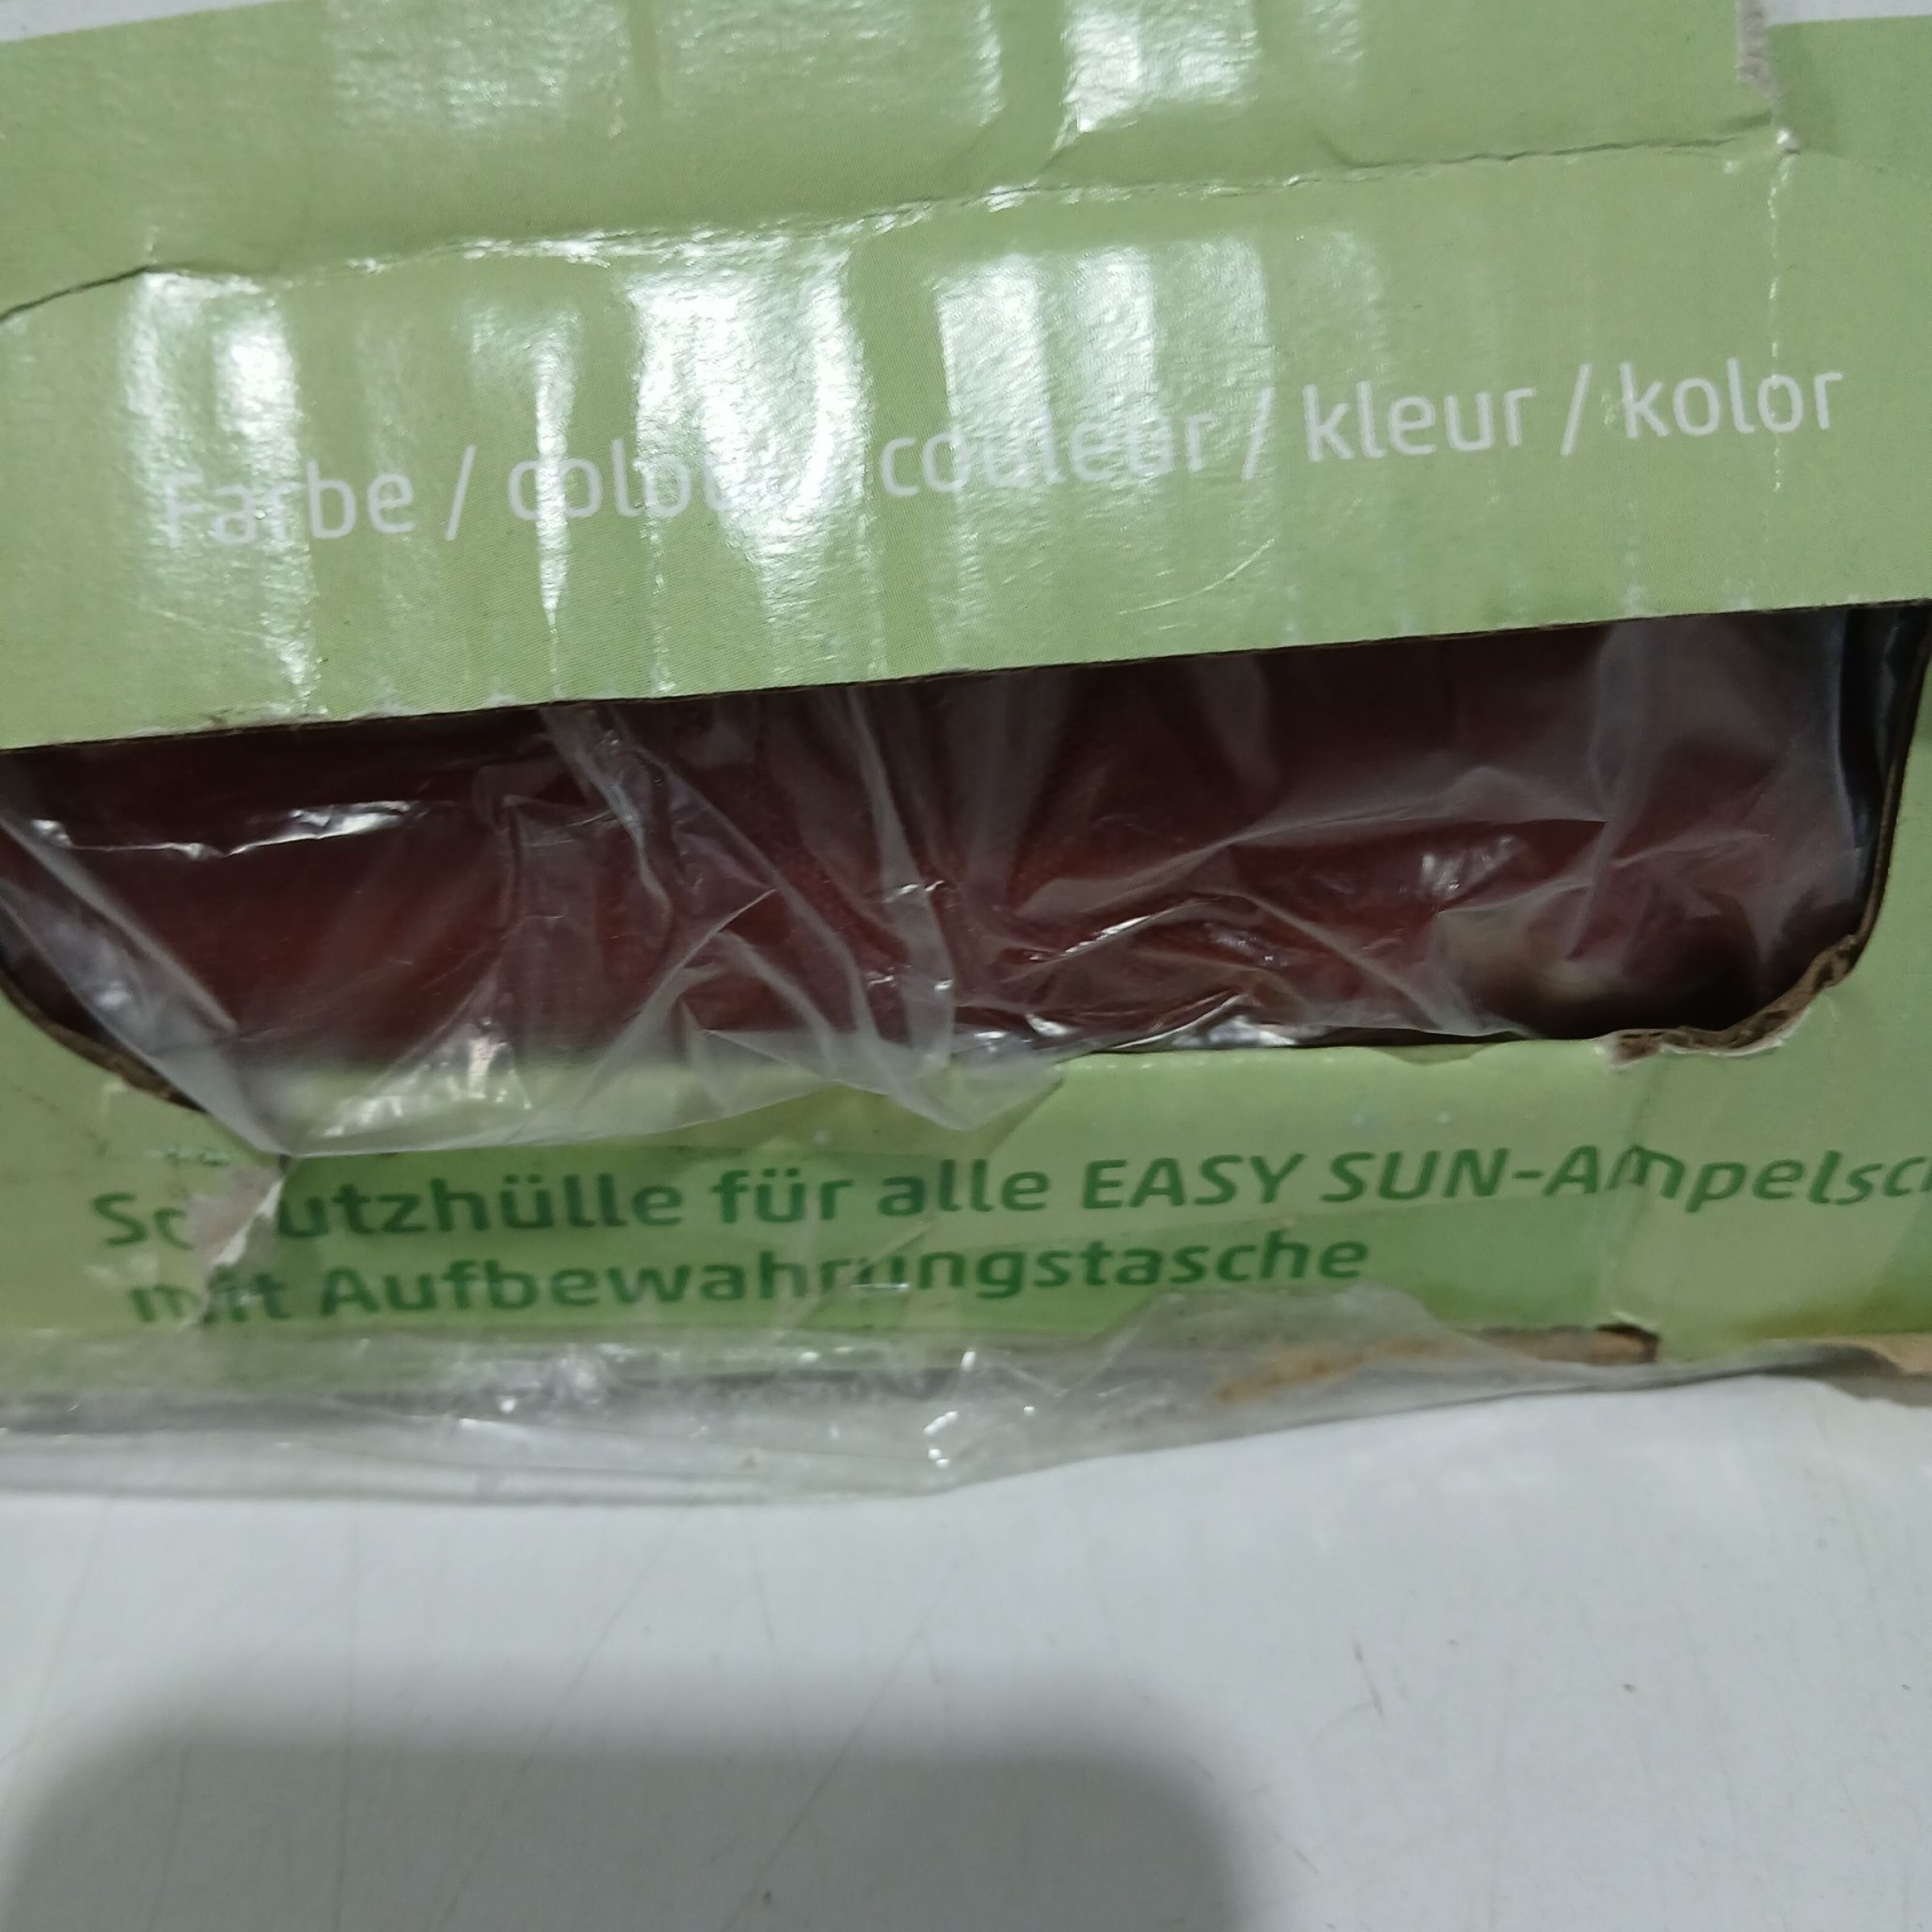 Farbe / colour / couleur / kleur / kolor
Schutzhülle für alle EASY SUN-Ampelsc
mit Aufbewahrungstasche